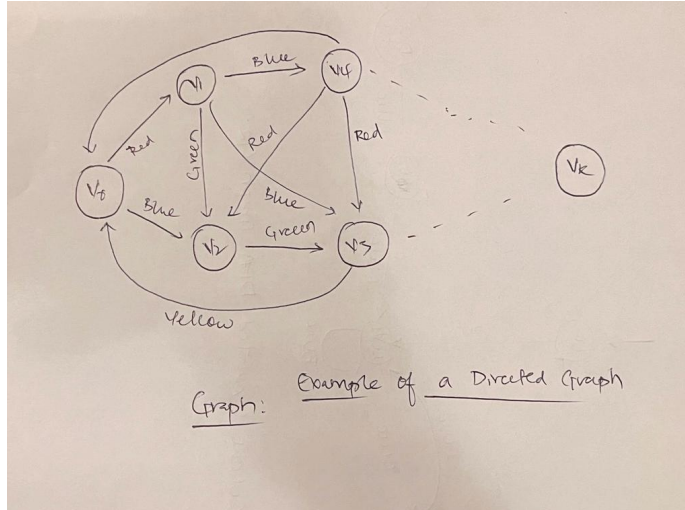 Blue
V1
V4
Red
Green
Red
Red
V0
Blue
Blue
Vk
V2
Green
V3
Yellow
Graph: Example of a Directed Graph